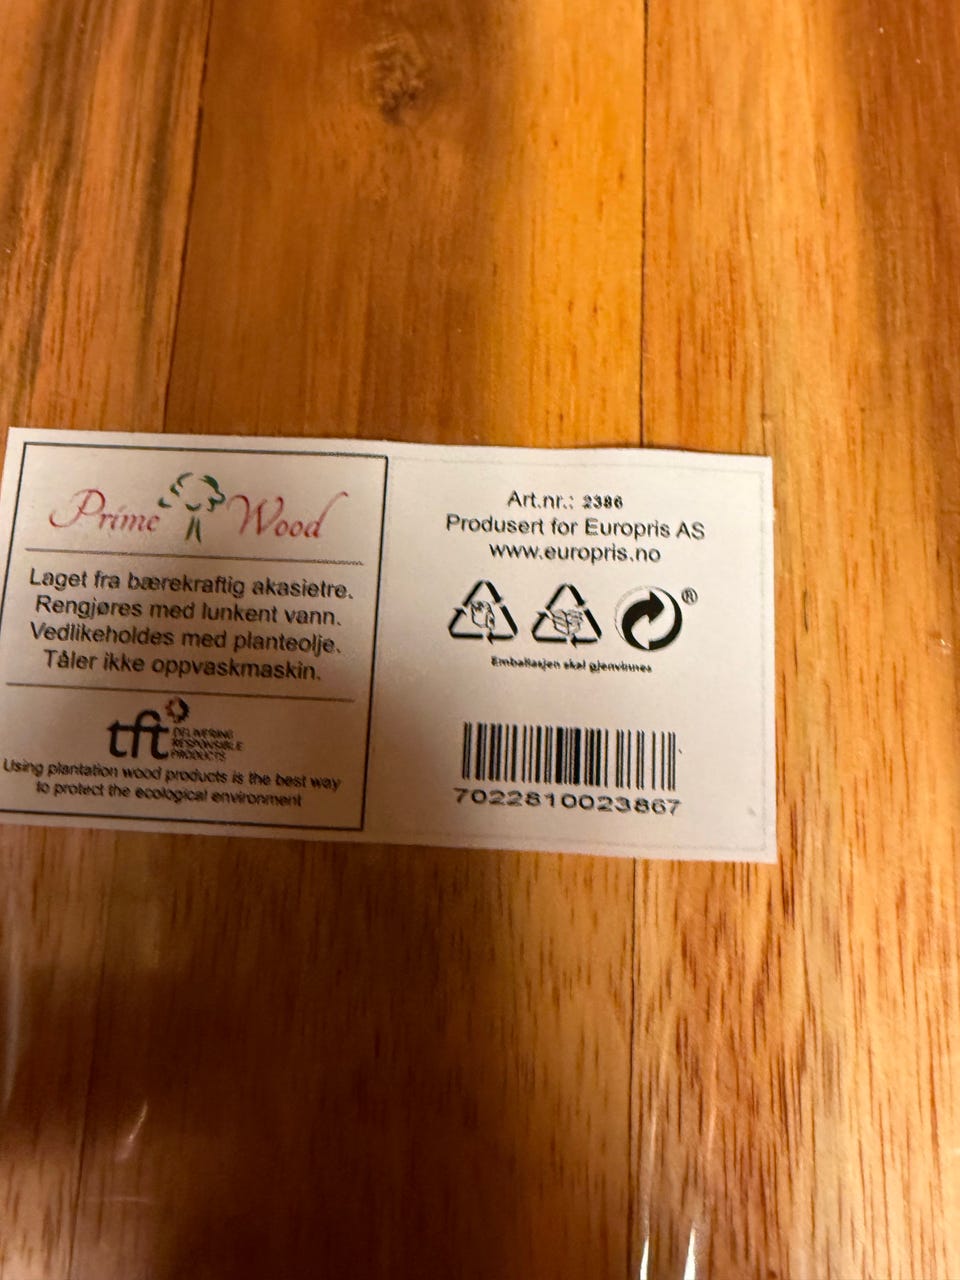 Prime Wood
Laget fra bærekraftig akasietre.
Rengjøres med lunkent vann.
Vedlikeholdes med planteolje.
Tåler ikke oppvaskmaskin.
tft
DELIVERING
RESPONSIBLE
PRODUCTS
Using plantation wood products is the best way
to protect the ecological environment
Art.nr.: 2386
Produsert for Europris AS
www.europris.no
®
Emballasjen skal gjenvinnes
7022810023867